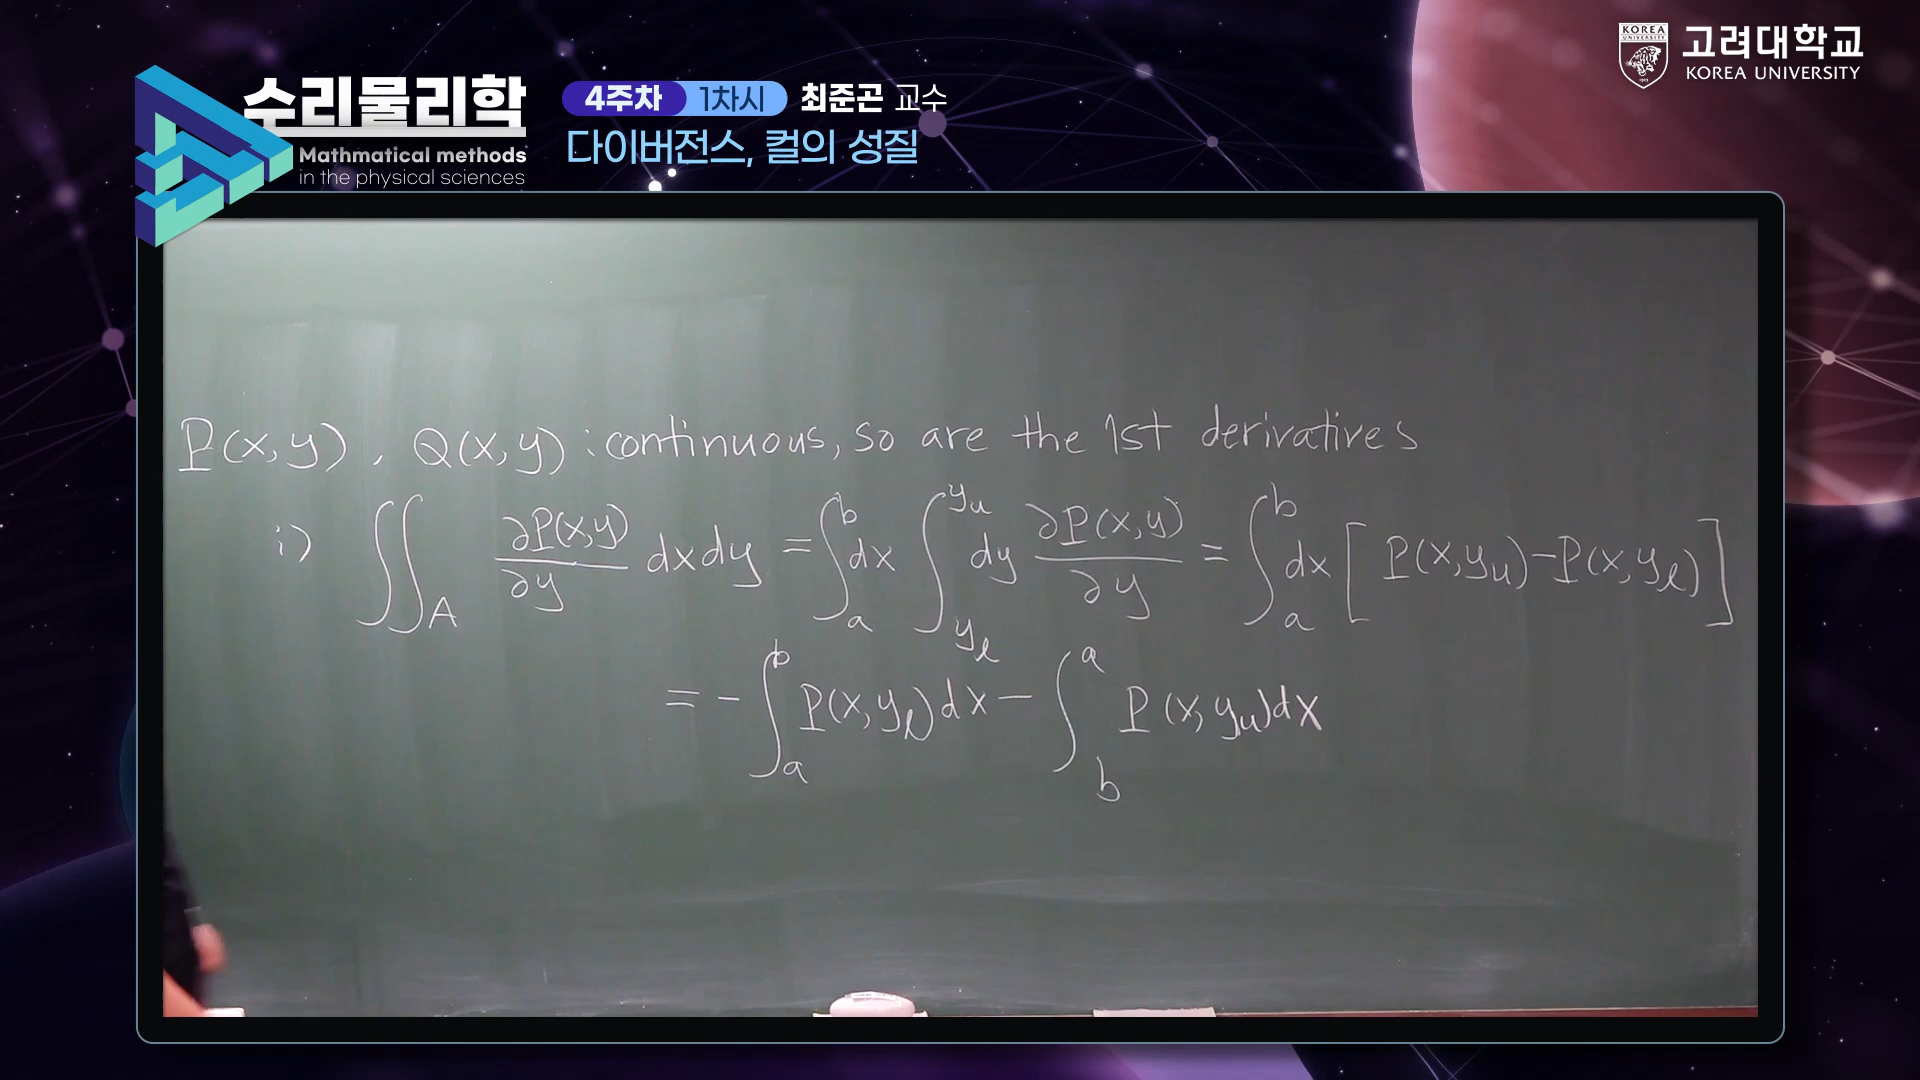 수리물리학
Mathmatical methods
in the physical sciences
4주차 1차시 최준곤 교수
다이버전스, 컬의 성질
KOREA UNIVERSITY
고려대학교
KOREA UNIVERSITY
P(x,y), Q(x,y) : continuous, so are the 1st derivatives
i) ∬_A ∂P(x,y)/∂y dxdy = ∫_a^b dx ∫_{y_l}^{y_u} dy ∂P(x,y)/∂y = ∫_a^b dx [ P(x,y_u) - P(x,y_l) ]
= - ∫_a^b P(x,y_l)dx - ∫_b^a P(x,y_u)dx